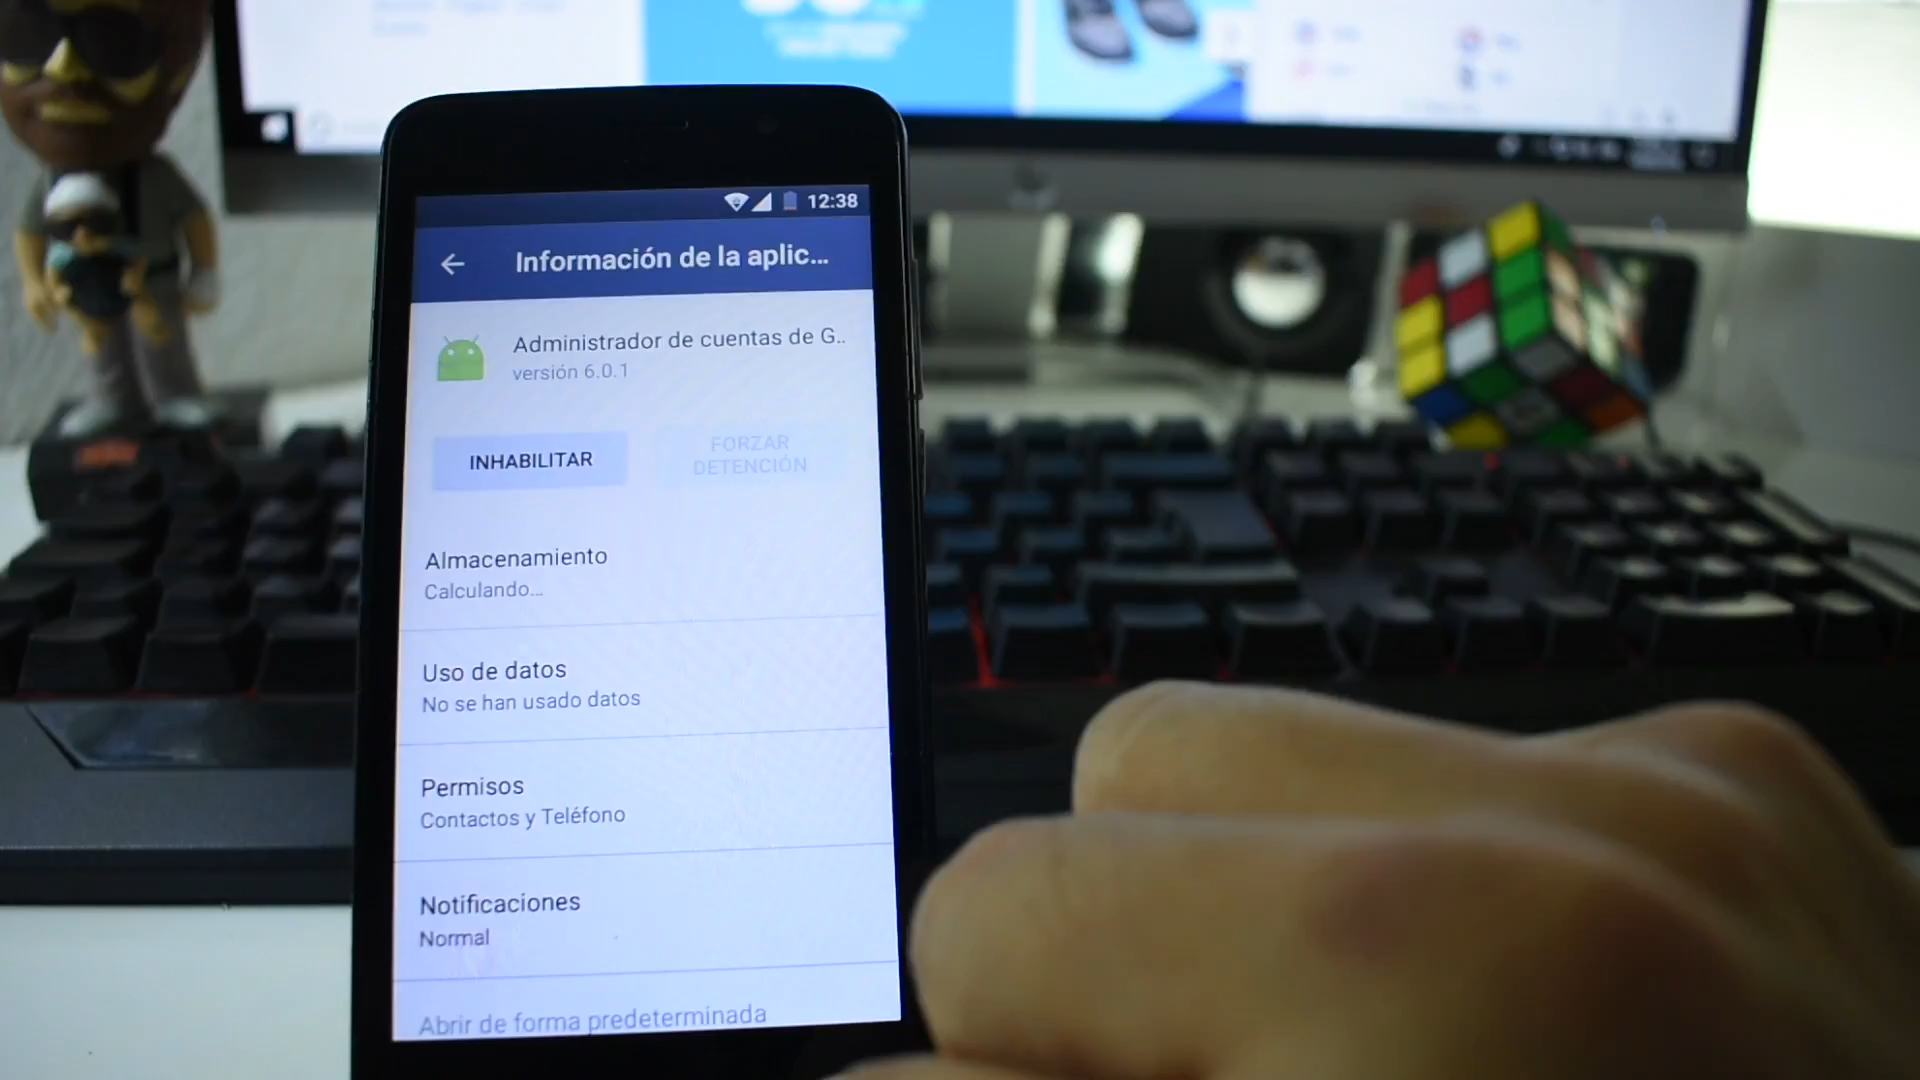 12:38
Información de la aplic...
Administrador de cuentas de G..
versión 6.0.1
INHABILITAR
FORZAR
DETENCIÓN
Almacenamiento
Calculando...
Uso de datos
No se han usado datos
Permisos
Contactos y Teléfono
Notificaciones
Normal
Abrir de forma predeterminada